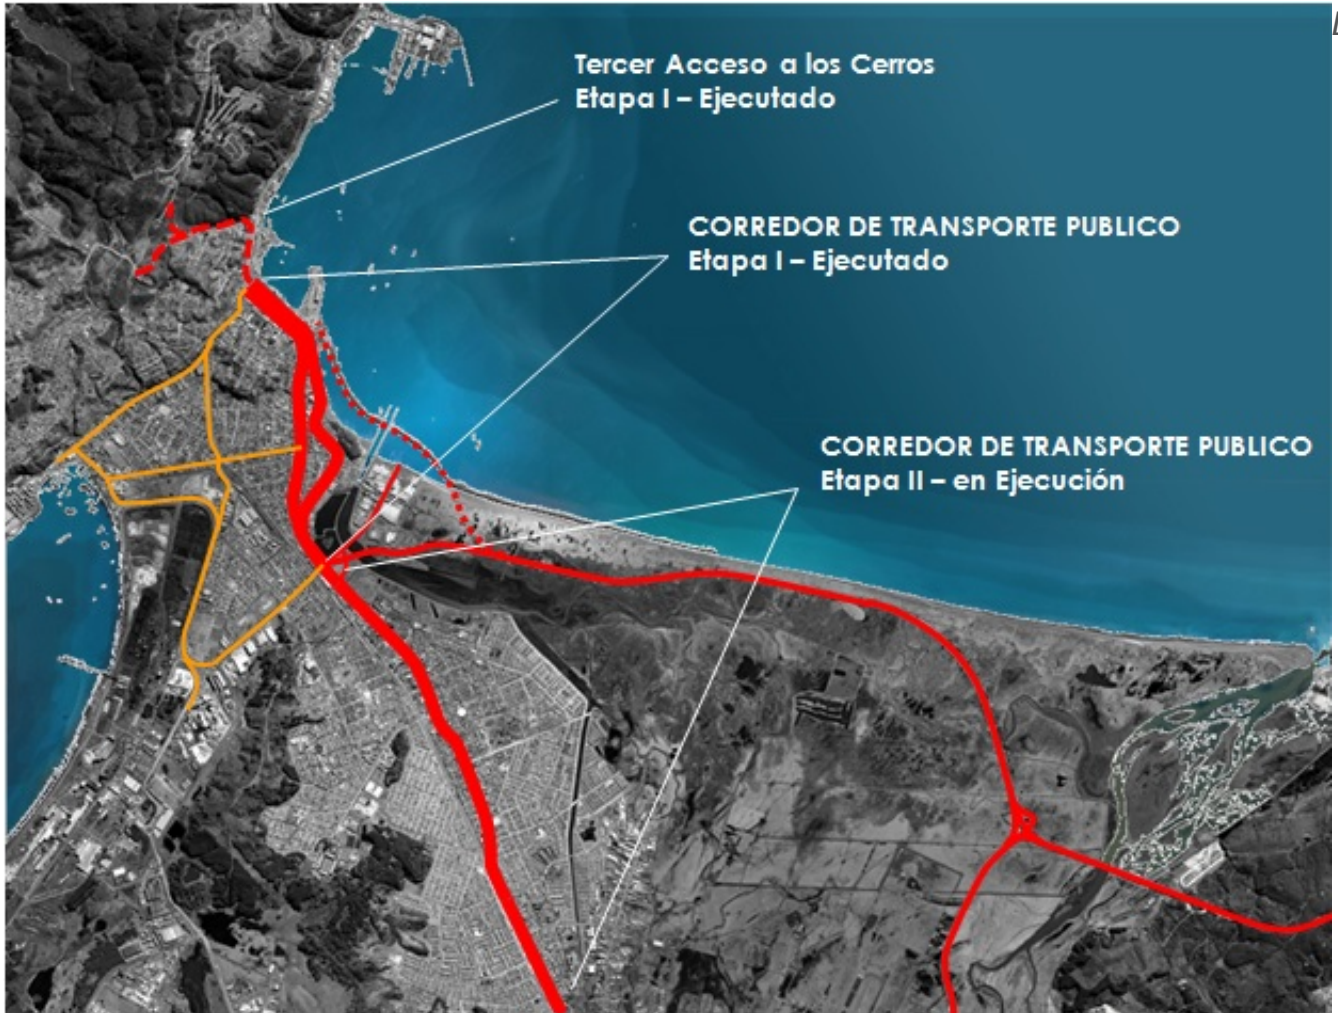 Tercer Acceso a los Cerros
Etapa I – Ejecutado
CORREDOR DE TRANSPORTE PUBLICO
Etapa I – Ejecutado
CORREDOR DE TRANSPORTE PUBLICO
Etapa II – en Ejecución